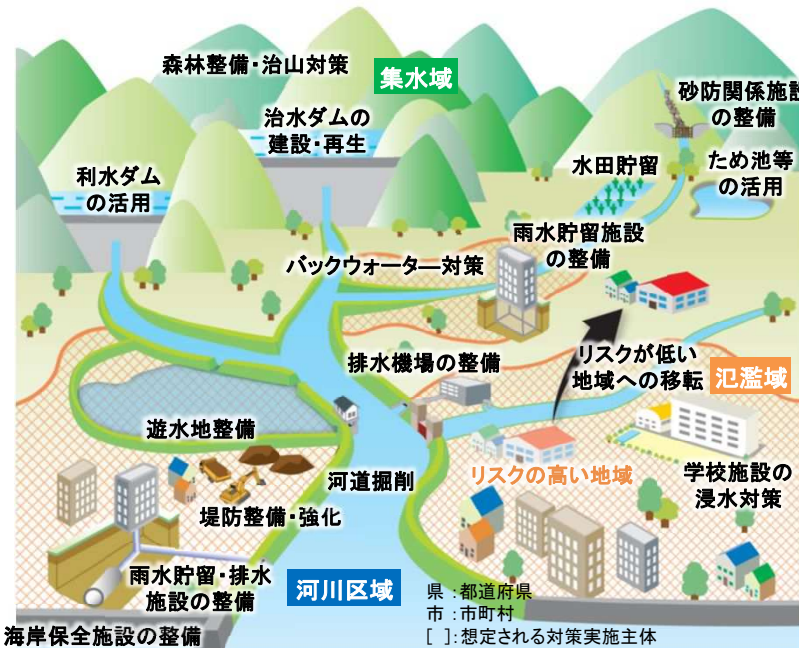 森林整備・治山対策
集水域
砂防関係施設
の整備
治水ダムの
建設・再生
水田貯留
ため池等
の活用
利水ダム
の活用
雨水貯留施設
の整備
バックウォーター対策
排水機場の整備
リスクが低い
地域への移転
氾濫域
遊水地整備
河道掘削
リスクの高い地域
学校施設の
浸水対策
堤防整備・強化
雨水貯留・排水
施設の整備
河川区域
県 :都道府県
市 :市町村
[ ]:想定される対策実施主体
海岸保全施設の整備